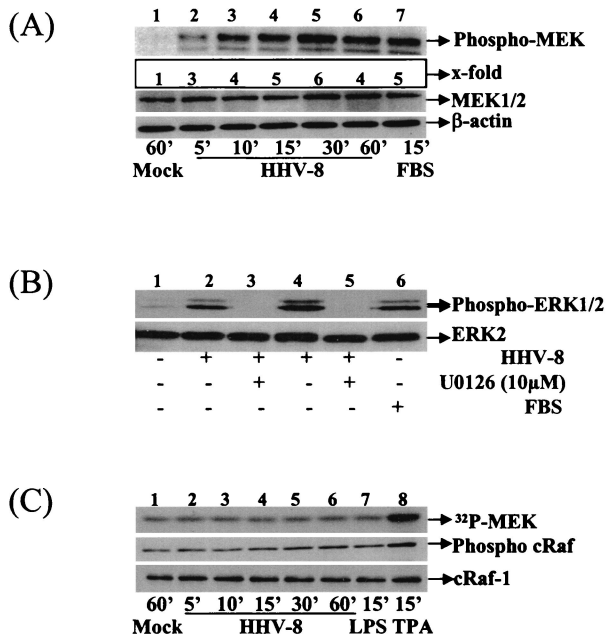 (A)
1 2 3 4 5 6 7
Phospho-MEK
x-fold
1 3 4 5 6 4 5
MEK1/2
β-actin
60’ 5’ 10’ 15’ 30’ 60’ 15’
Mock HHV-8 FBS
(B)
1 2 3 4 5 6
Phospho-ERK1/2
ERK2
- + + + + - HHV-8
- - + - + - U0126 (10µM)
- - - - - + FBS
(C)
1 2 3 4 5 6 7 8
³²P-MEK
Phospho cRaf
cRaf-1
60’ 5’ 10’ 15’ 30’ 60’ 15’ 15’
Mock HHV-8 LPS TPA